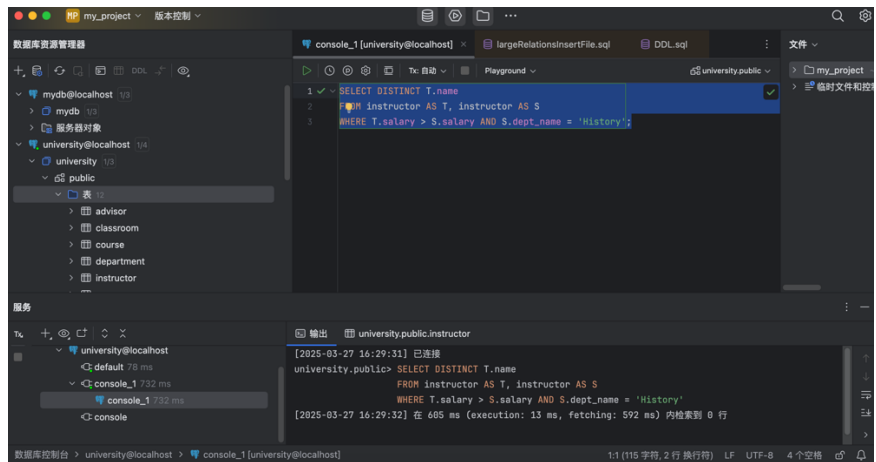 MP my_project 版本控制
数据库资源管理器
console_1 [university@localhost]
largeRelationsInsertFile.sql
DDL.sql
文件
DDL
Tx: 自动
Playground
university.public
mydb@localhost 1/3
mydb 1/3
服务器对象
university@localhost 1/4
university 1/3
public
表 12
advisor
classroom
course
department
instructor
1 SELECT DISTINCT T.name
2 FROM instructor AS T, instructor AS S
3 WHERE T.salary > S.salary AND S.dept_name = 'History';
my_project
临时文件和控
服务
Tx
university@localhost
default 78 ms
console_1 732 ms
console_1 732 ms
console
输出
university.public.instructor
[2025-03-27 16:29:31] 已连接
university.public> SELECT DISTINCT T.name
FROM instructor AS T, instructor AS S
WHERE T.salary > S.salary AND S.dept_name = 'History'
[2025-03-27 16:29:32] 在 605 ms (execution: 13 ms, fetching: 592 ms) 内检索到 0 行
数据库控制台 > university@localhost > console_1 [university@localhost]
1:1 (115 字符, 2 行 换行符) LF UTF-8 4 个空格